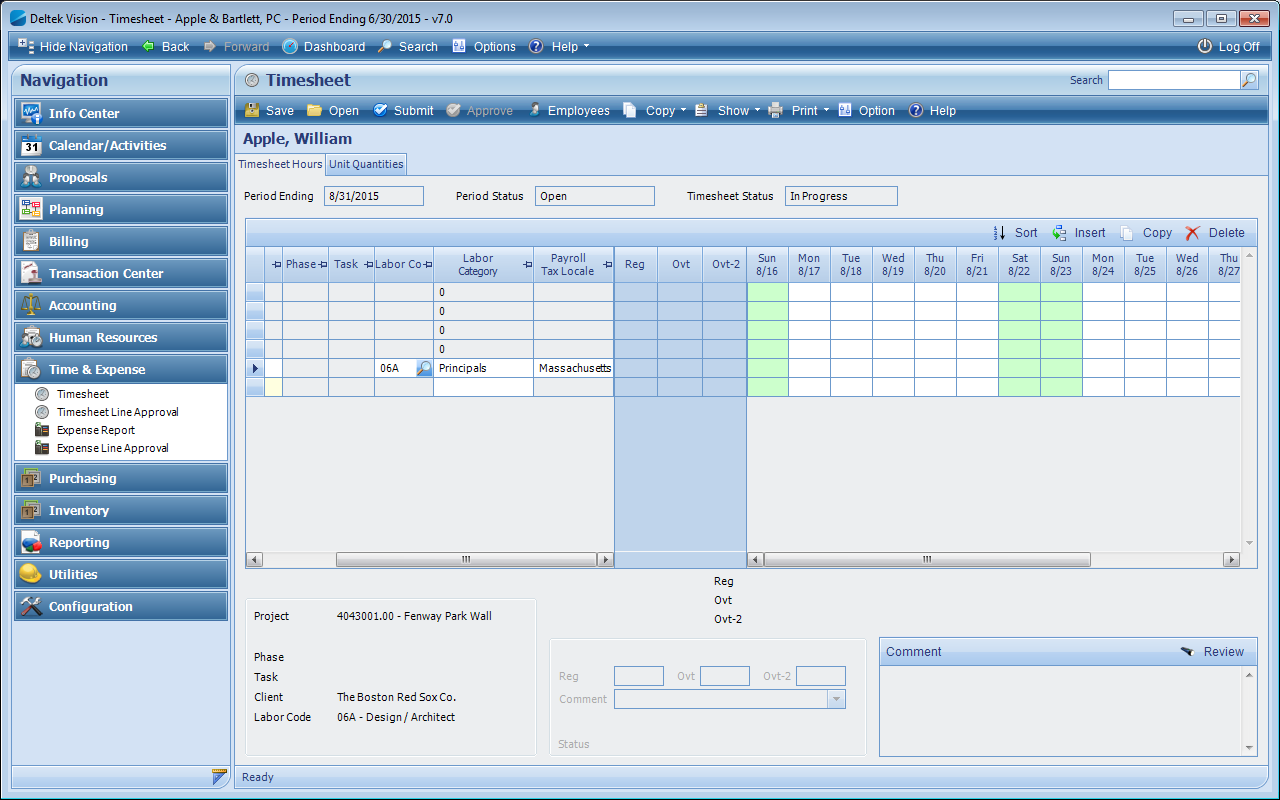 Deltek Vision - Timesheet - Apple & Bartlett, PC - Period Ending 6/30/2015 - v7.0
Hide Navigation Back Forward Dashboard Search Options Help Log Off
Navigation
Info Center
31 Calendar/Activities
Proposals
Planning
Billing
Transaction Center
Accounting
Human Resources
Time & Expense
Timesheet
Timesheet Line Approval
Expense Report
Expense Line Approval
Purchasing
Inventory
Reporting
Utilities
Configuration
Timesheet Search
Save Open Submit Approve Employees Copy Show Print Option Help
Apple, William
Timesheet Hours Unit Quantities
Period Ending 8/31/2015 Period Status Open Timesheet Status In Progress
Sort Insert Copy Delete
Phase Task Labor Co Labor Category Payroll Tax Locale Reg Ovt Ovt-2 Sun 8/16 Mon 8/17 Tue 8/18 Wed 8/19 Thu 8/20 Fri 8/21 Sat 8/22 Sun 8/23 Mon 8/24 Tue 8/25 Wed 8/26 Thu 8/27
0
0
0
0
06A Principals Massachusetts
Reg
Ovt
Ovt-2
Project 4043001.00 - Fenway Park Wall
Phase
Task
Client The Boston Red Sox Co.
Labor Code 06A - Design / Architect
Reg Ovt Ovt-2
Comment
Status
Comment Review
Ready